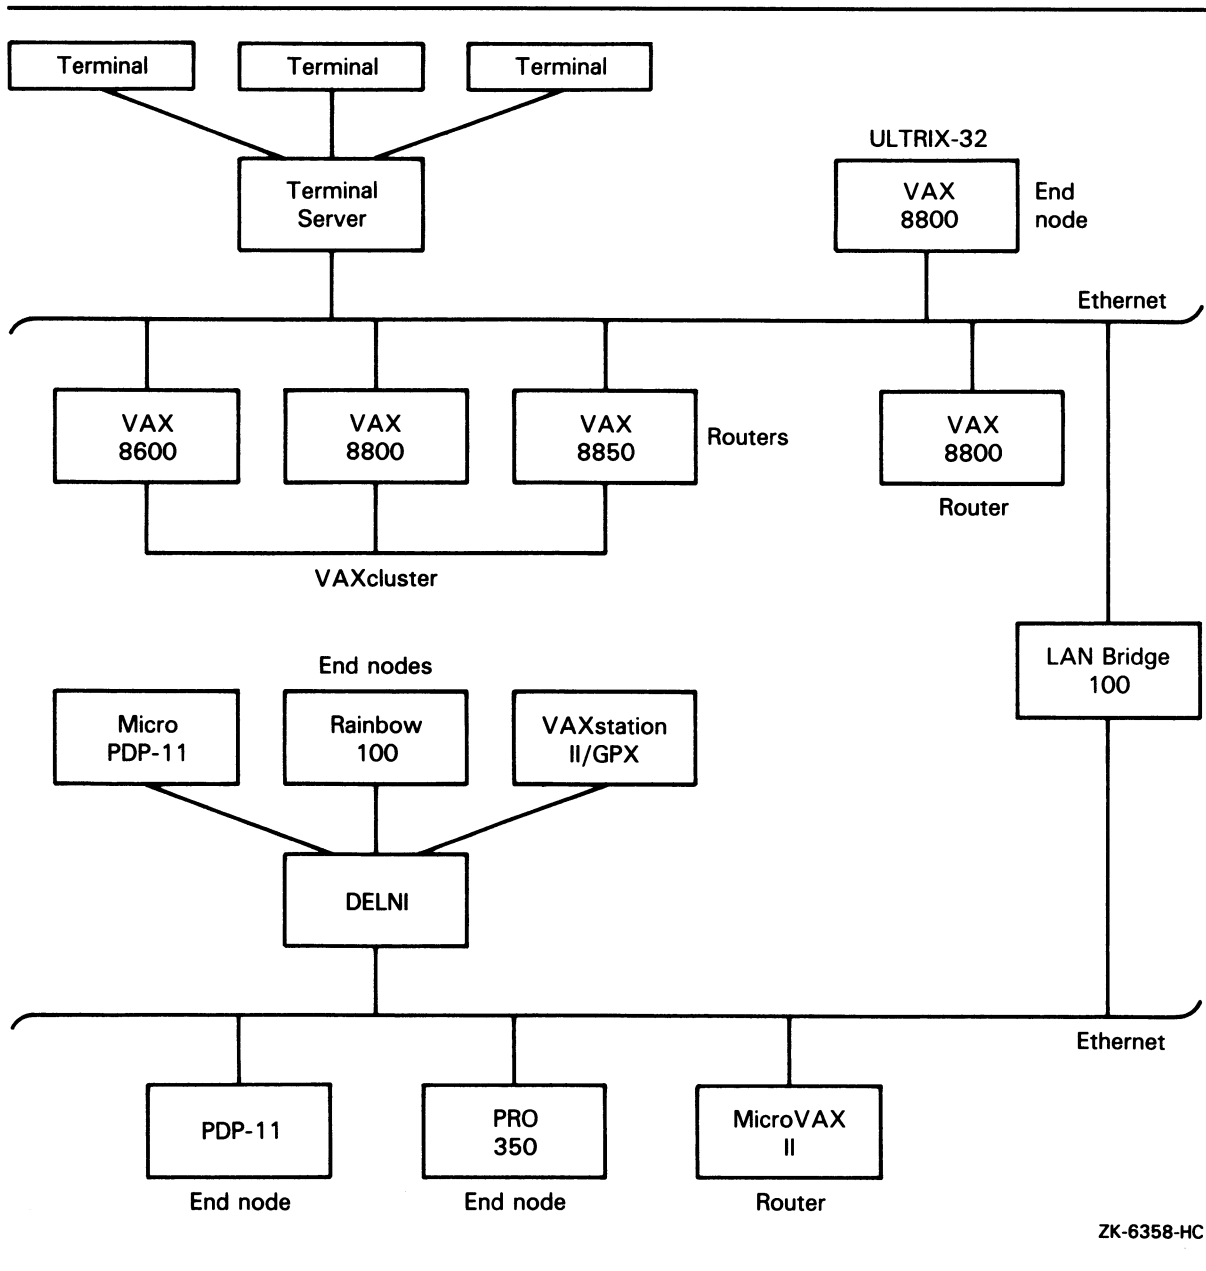 Terminal
Terminal
Terminal
Terminal
Server
ULTRIX-32
VAX
8800
End
node
Ethernet
VAX
8600
VAX
8800
VAX
8850
Routers
VAX
8800
Router
VAXcluster
LAN Bridge
100
End nodes
Micro
PDP-11
Rainbow
100
VAXstation
II/GPX
DELNI
Ethernet
PDP-11
End node
PRO
350
End node
MicroVAX
II
Router
ZK-6358-HC